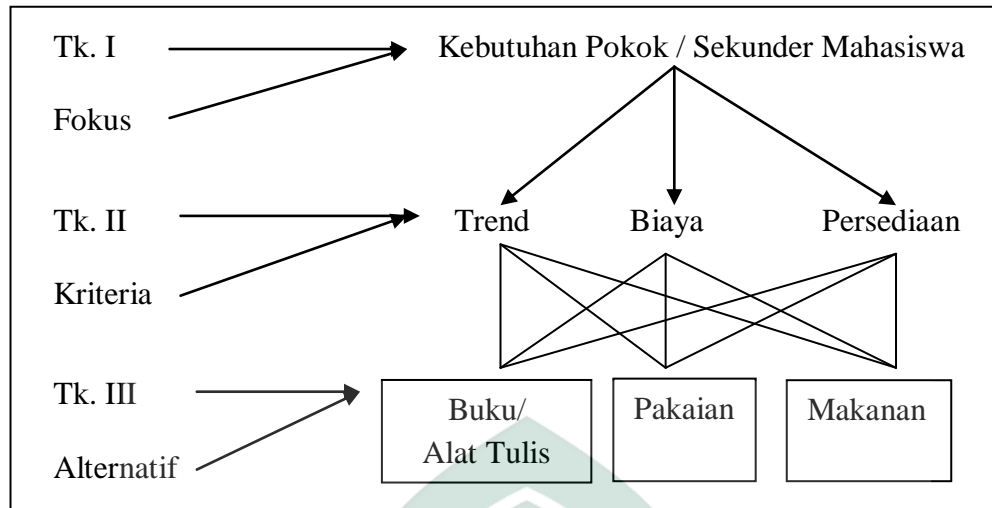 Tk. I
Kebutuhan Pokok / Sekunder Mahasiswa
Fokus
Tk. II
Trend
Biaya
Persediaan
Kriteria
Tk. III
Buku/
Alat Tulis
Pakaian
Makanan
Alternatif